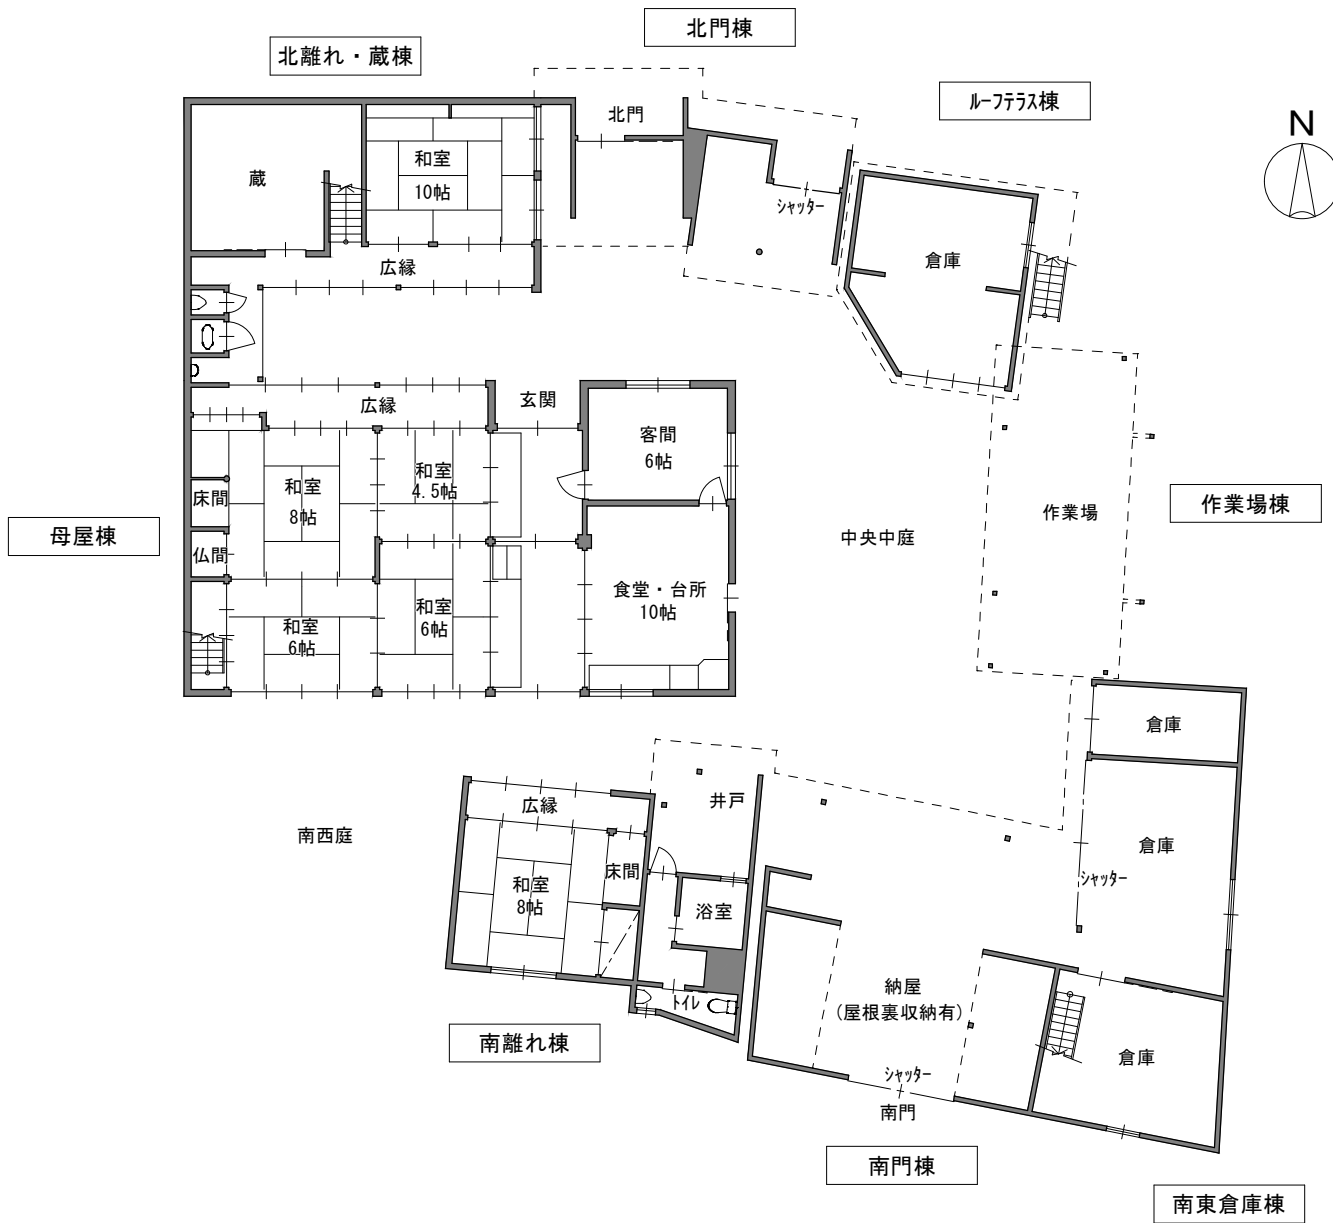 北門棟
北離れ・蔵棟
ルーフテラス棟
N
北門
和室
10帖
蔵
シャッター
倉庫
広縁
玄関
広縁
客間
6帖
和室
4.5帖
和室
8帖
床間
仏間
母屋棟
中央中庭
作業場
作業場棟
食堂・台所
10帖
和室
6帖
和室
6帖
倉庫
井戸
広縁
南西庭
床間
和室
8帖
浴室
倉庫
シャッター
納屋
(屋根裏収納有)
トイレ
南離れ棟
倉庫
シャッター
南門
南門棟
南東倉庫棟